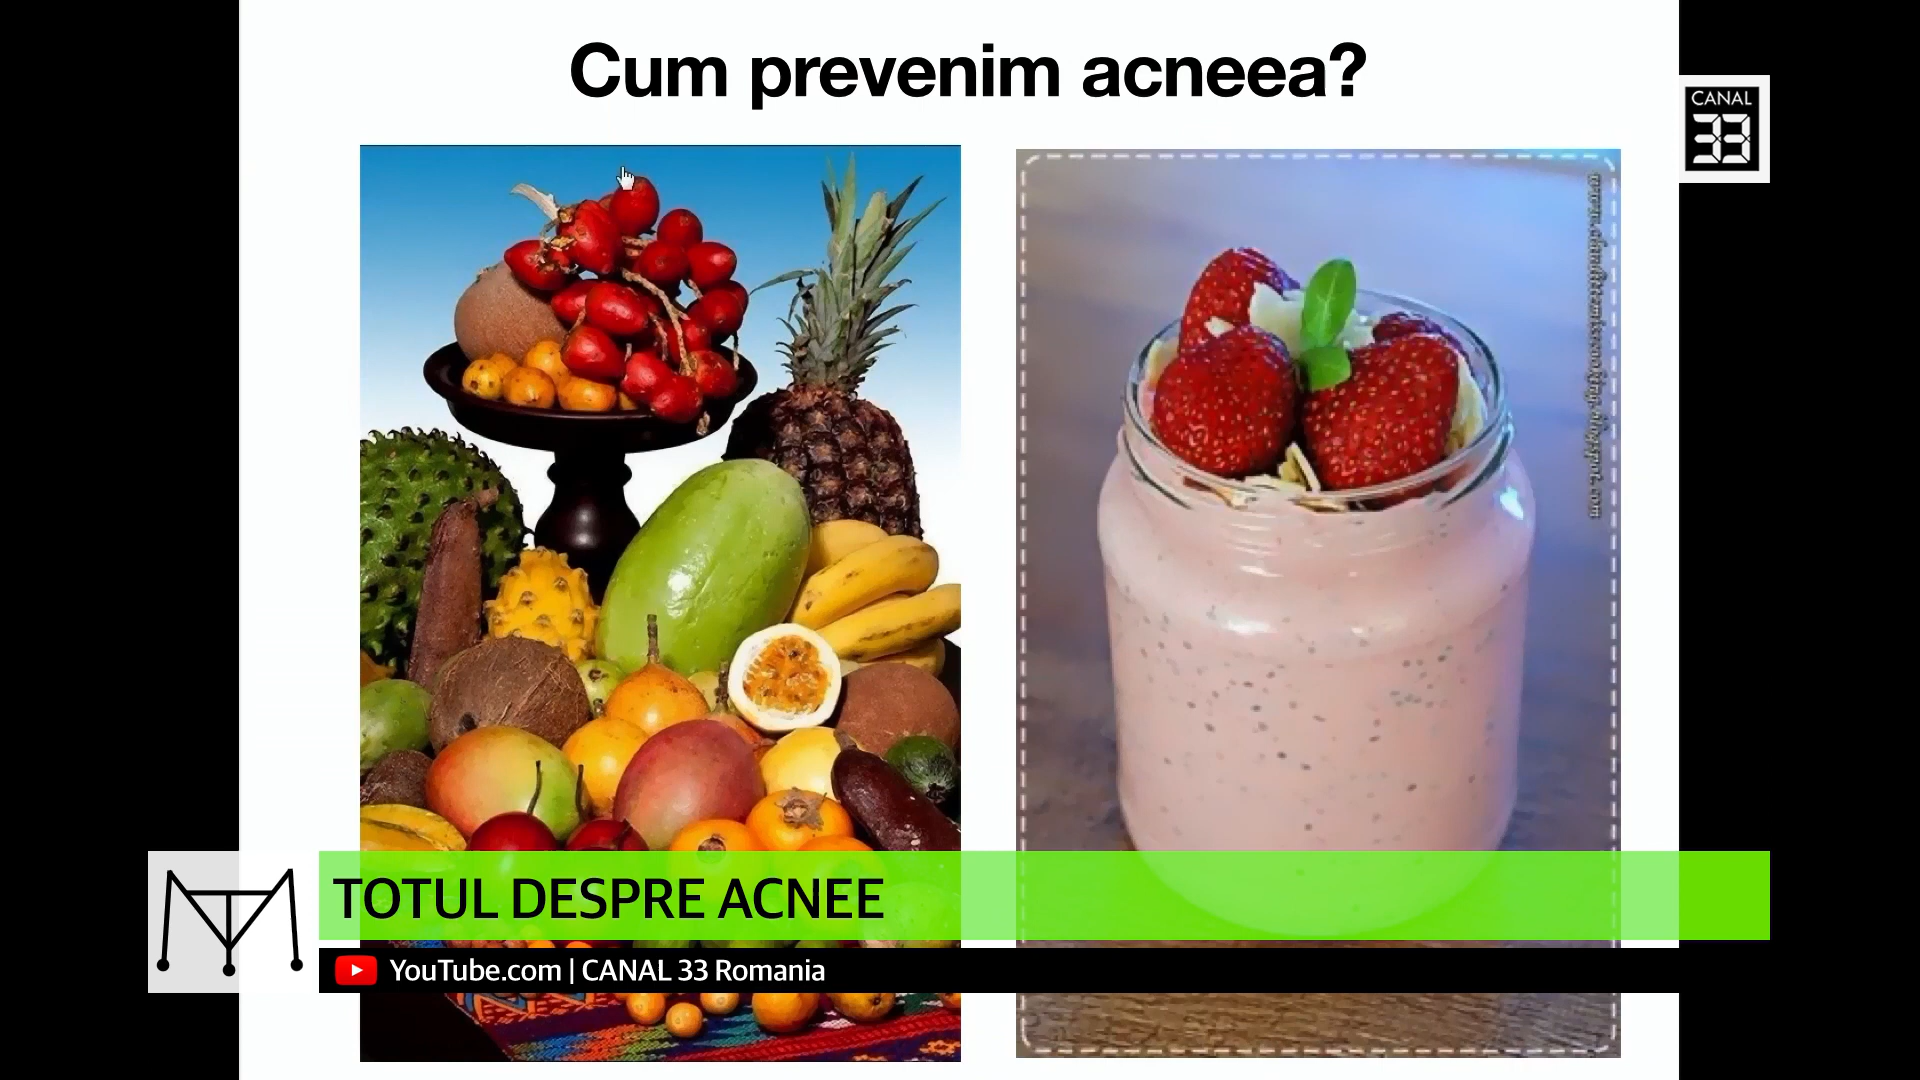 Cum prevenim acneea?
CANAL
33
TOTUL DESPRE ACNEE
YouTube.com | CANAL 33 Romania